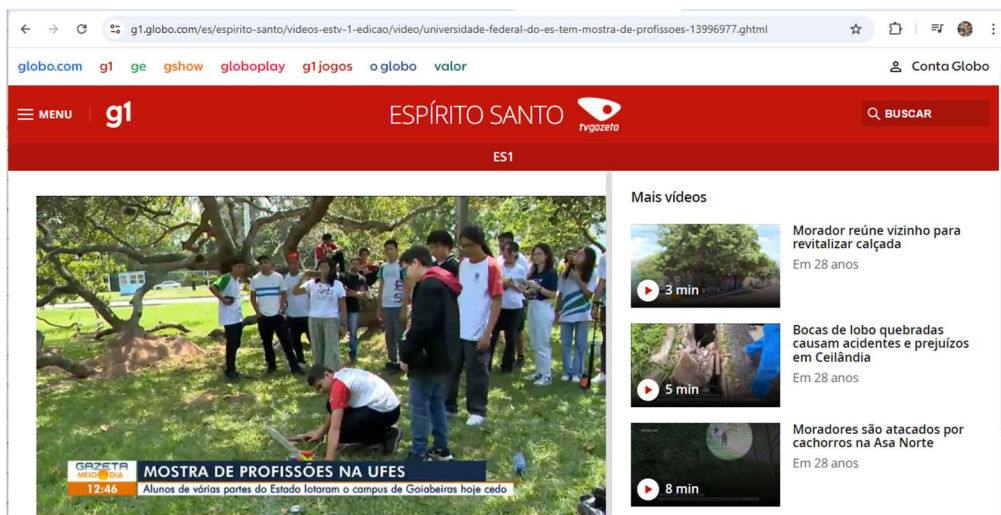 g1.globo.com/es/espirito-santo/videos-estv-1-edicao/video/universidade-federal-do-es-tem-mostra-de-profissoes-13996977.ghtml
globo.com g1 ge gshow globoplay g1 jogos o globo valor Conta Globo
MENU g1 ESPÍRITO SANTO tvgazeta BUSCAR
ES1
GAZETA
MEIO DIA
12:46
MOSTRA DE PROFISSÕES NA UFES
Alunos de várias partes do Estado lotaram o campus de Goiabeiras hoje cedo
Mais vídeos
3 min
Morador reúne vizinho para
revitalizar calçada
Em 28 anos
5 min
Bocas de lobo quebradas
causam acidentes e prejuízos
em Ceilândia
Em 28 anos
8 min
Moradores são atacados por
cachorros na Asa Norte
Em 28 anos